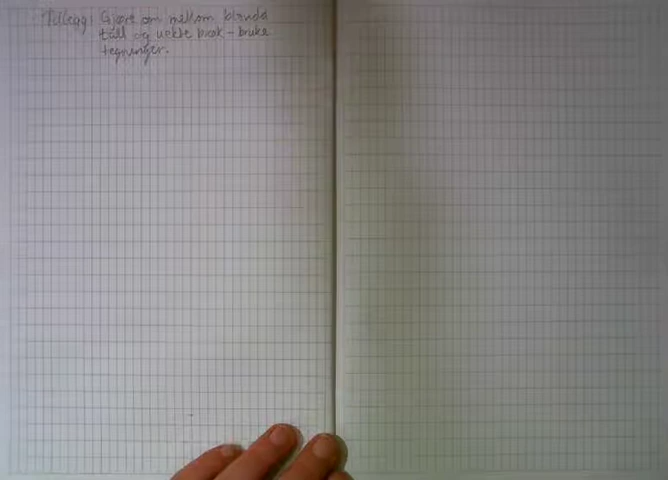 Tillegg: Gjøre om mellom blanda
tall og uekte brøk - bruke
tegninger.